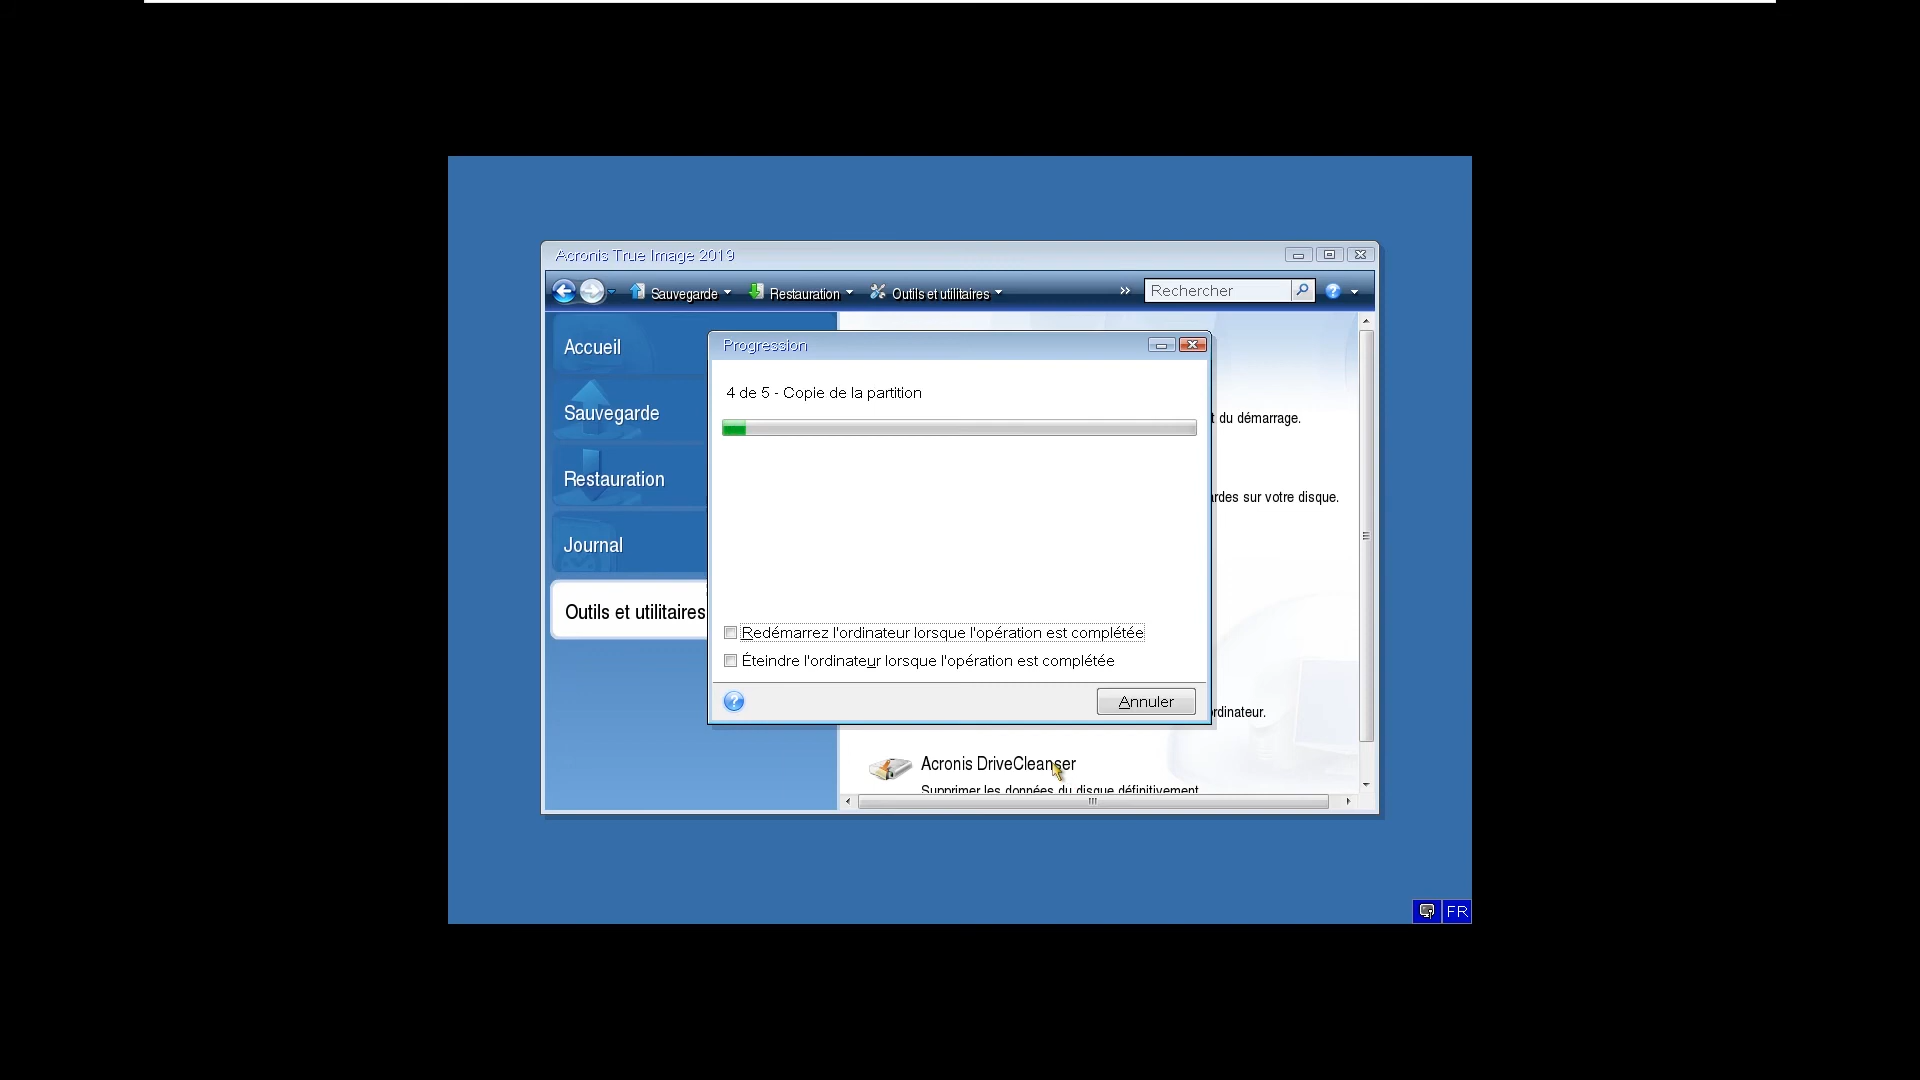 Acronis True Image 2019
Sauvegarde Restauration Outils et utilitaires » Rechercher ?
Accueil
Sauvegarde
Restauration
Journal
Outils et utilitaires
Progression
4 de 5 - Copie de la partition
Redémarrez l'ordinateur lorsque l'opération est complétée
Éteindre l'ordinateur lorsque l'opération est complétée
? Annuler
t du démarrage.
ardes sur votre disque.
ordinateur.
Acronis DriveCleanser
Supprimer les données du disque définitivement
FR